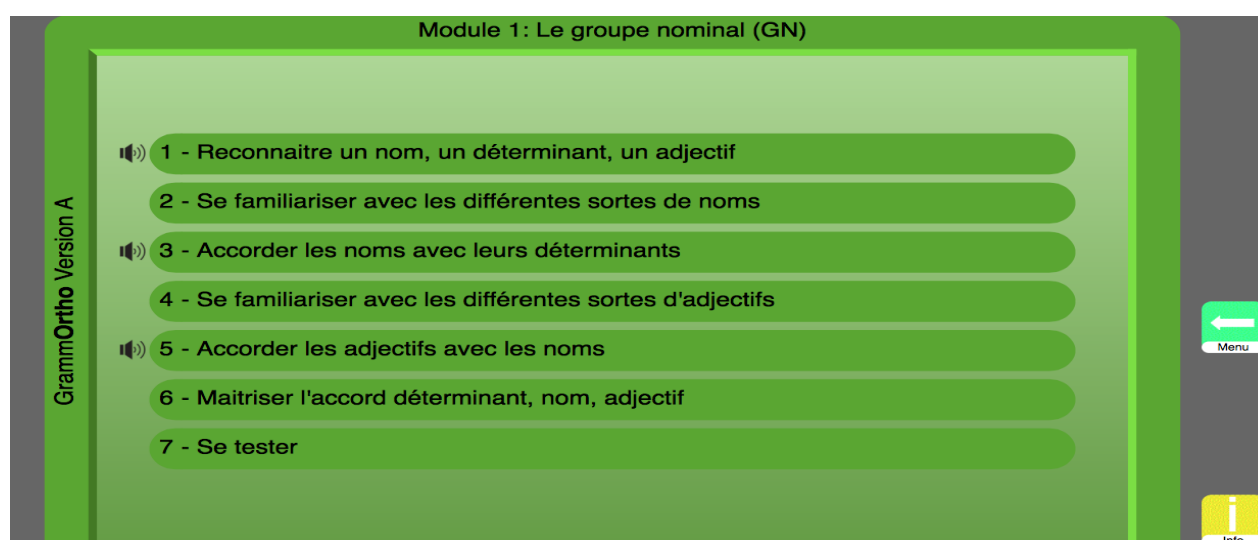 Module 1: Le groupe nominal (GN)
1 - Reconnaitre un nom, un déterminant, un adjectif
2 - Se familiariser avec les différentes sortes de noms
3 - Accorder les noms avec leurs déterminants
4 - Se familiariser avec les différentes sortes d'adjectifs
5 - Accorder les adjectifs avec les noms
6 - Maitriser l'accord déterminant, nom, adjectif
7 - Se tester
GrammOrtho Version A
Menu
i
Info